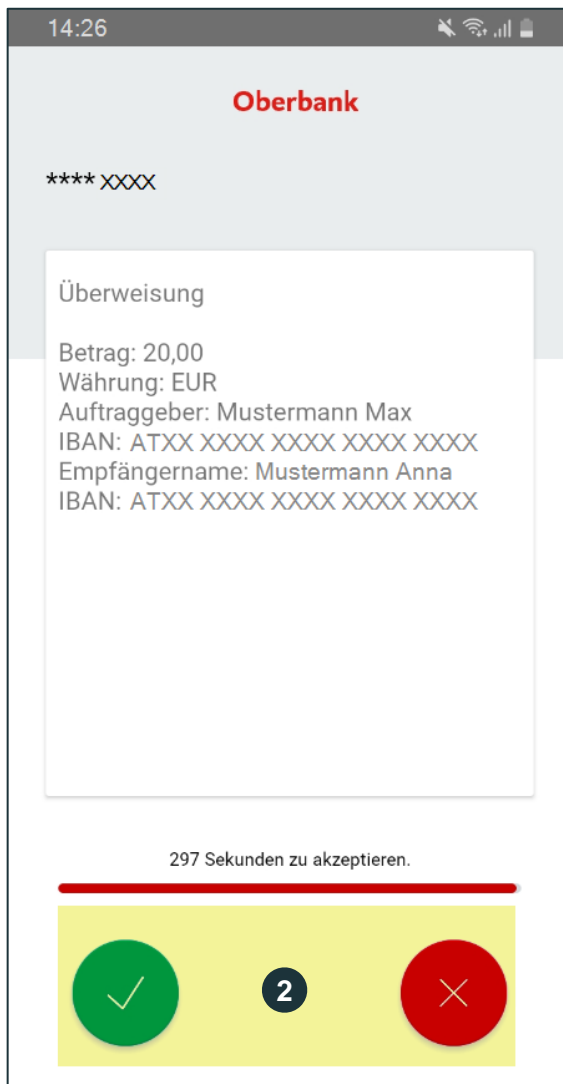 14:26
Oberbank
**** XXXX
Überweisung
Betrag: 20,00
Währung: EUR
Auftraggeber: Mustermann Max
IBAN: ATXX XXXX XXXX XXXX XXXX
Empfängername: Mustermann Anna
IBAN: ATXX XXXX XXXX XXXX XXXX
297 Sekunden zu akzeptieren.
2